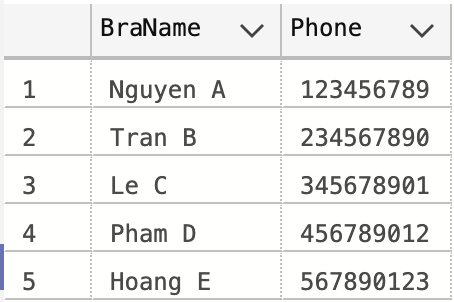 BraName Phone
1 Nguyen A 123456789
2 Tran B 234567890
3 Le C 345678901
4 Pham D 456789012
5 Hoang E 567890123